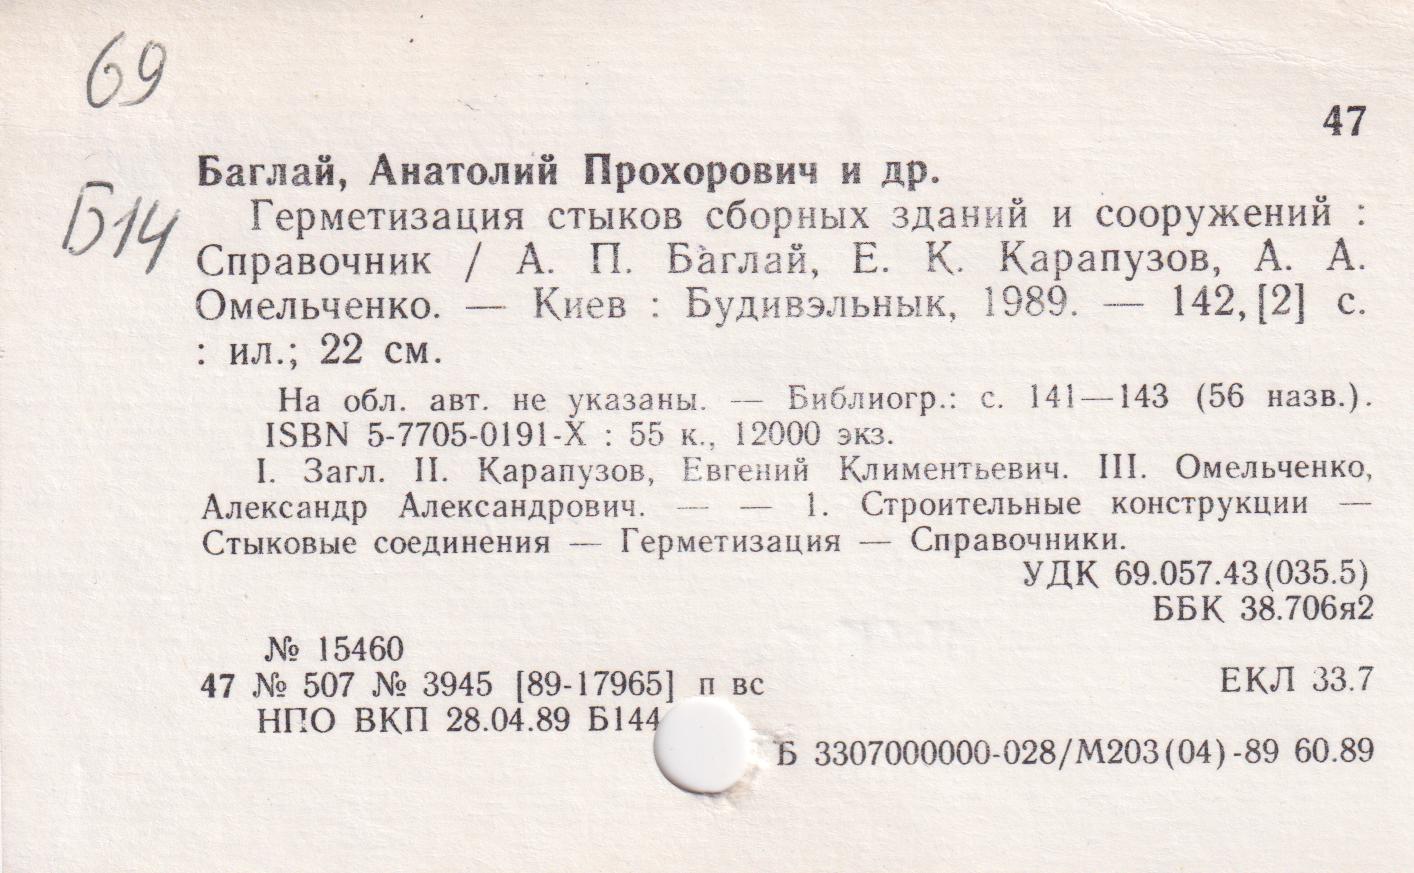 69
47
Баглай, Анатолий Прохорович и др.
Б14
Герметизация стыков сборных зданий и сооружений :
Справочник / А. П. Баглай, Е. К. Карапузов, А. А.
Омельченко. — Киев : Будивэльнык, 1989. — 142, [2] с.
: ил.; 22 см.
На обл. авт. не указаны. — Библиогр.: с. 141—143 (56 назв.).
ISBN 5-7705-0191-X : 55 к., 12000 экз.
I. Загл. II. Карапузов, Евгений Климентьевич. III. Омельченко,
Александр Александрович. — — 1. Строительные конструкции —
Стыковые соединения — Герметизация — Справочники.
УДК 69.057.43(035.5)
ББК 38.706я2
№ 15460
47 № 507 № 3945 [89-17965] п вс
ЕКЛ 33.7
НПО ВКП 28.04.89 Б144
Б 3307000000-028/М203(04)-89 60.89